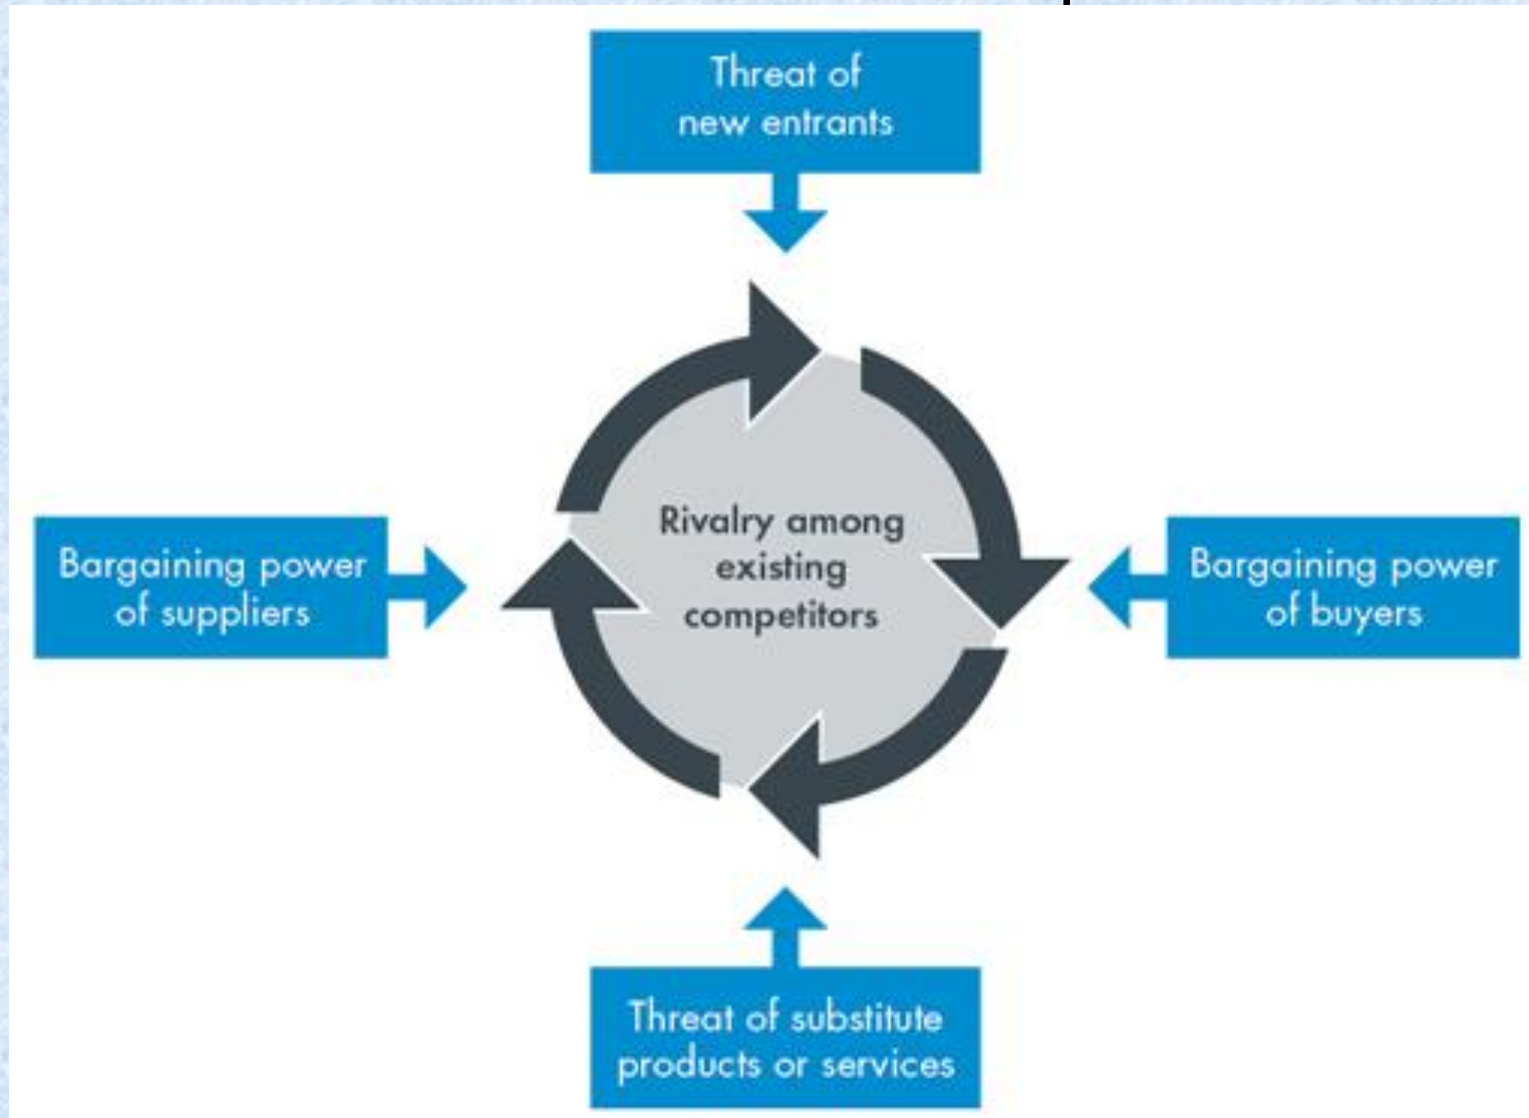 Threat of
new entrants
Bargaining power
of suppliers
Rivalry among
existing
competitors
Bargaining power
of buyers
Threat of substitute
products or services